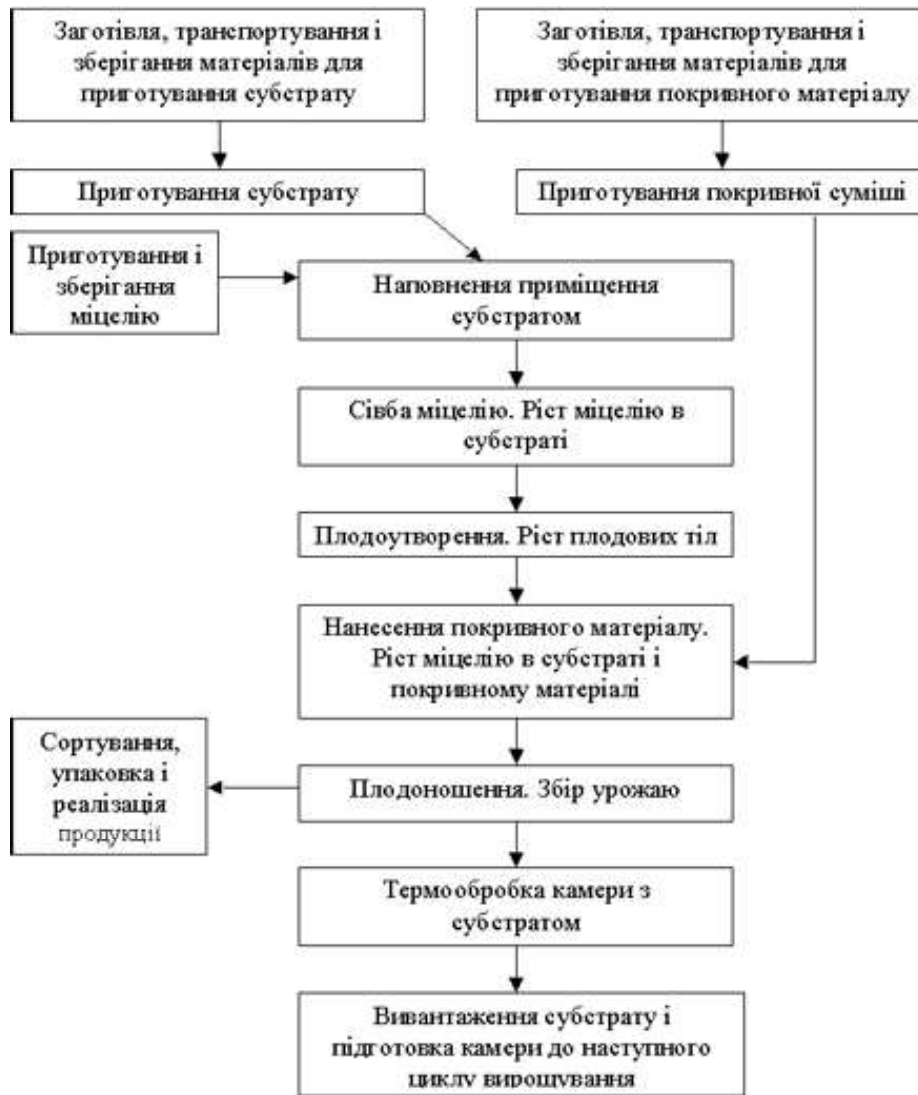 Заготівля, транспортування і
зберігання матеріалів для
приготування субстрату
Заготівля, транспортування і
зберігання матеріалів для
приготування покривного матеріалу
Приготування субстрату
Приготування покривної суміші
Приготування і
зберігання
міцелію
Наповнення приміщення
субстратом
Сівба міцелію. Ріст міцелію в
субстраті
Плодоутворення. Ріст плодових тіл
Нанесення покривного матеріалу.
Ріст міцелію в субстраті і
покривному матеріалі
Сортування,
упаковка і
реалізація
продукції
Плодоношення. Збір урожаю
Термообробка камери з
субстратом
Вивантаження субстрату і
підготовка камери до наступного
циклу вирощування